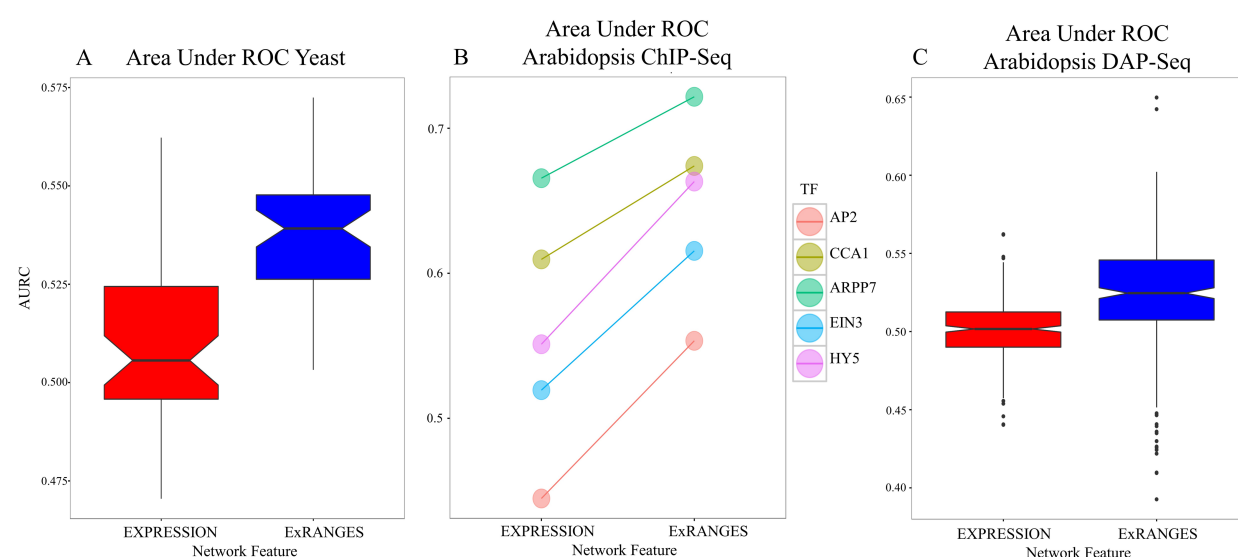 A
Area Under ROC Yeast
AURC
0.575
0.550
0.525
0.500
0.475
EXPRESSION
ExRANGES
Network Feature
B
Area Under ROC
Arabidopsis ChIP-Seq
0.7
0.6
0.5
EXPRESSION
ExRANGES
Network Feature
TF
AP2
CCA1
ARPP7
EIN3
HY5
C
Area Under ROC
Arabidopsis DAP-Seq
0.65
0.60
0.55
0.50
0.45
0.40
EXPRESSION
ExRANGES
Network Feature